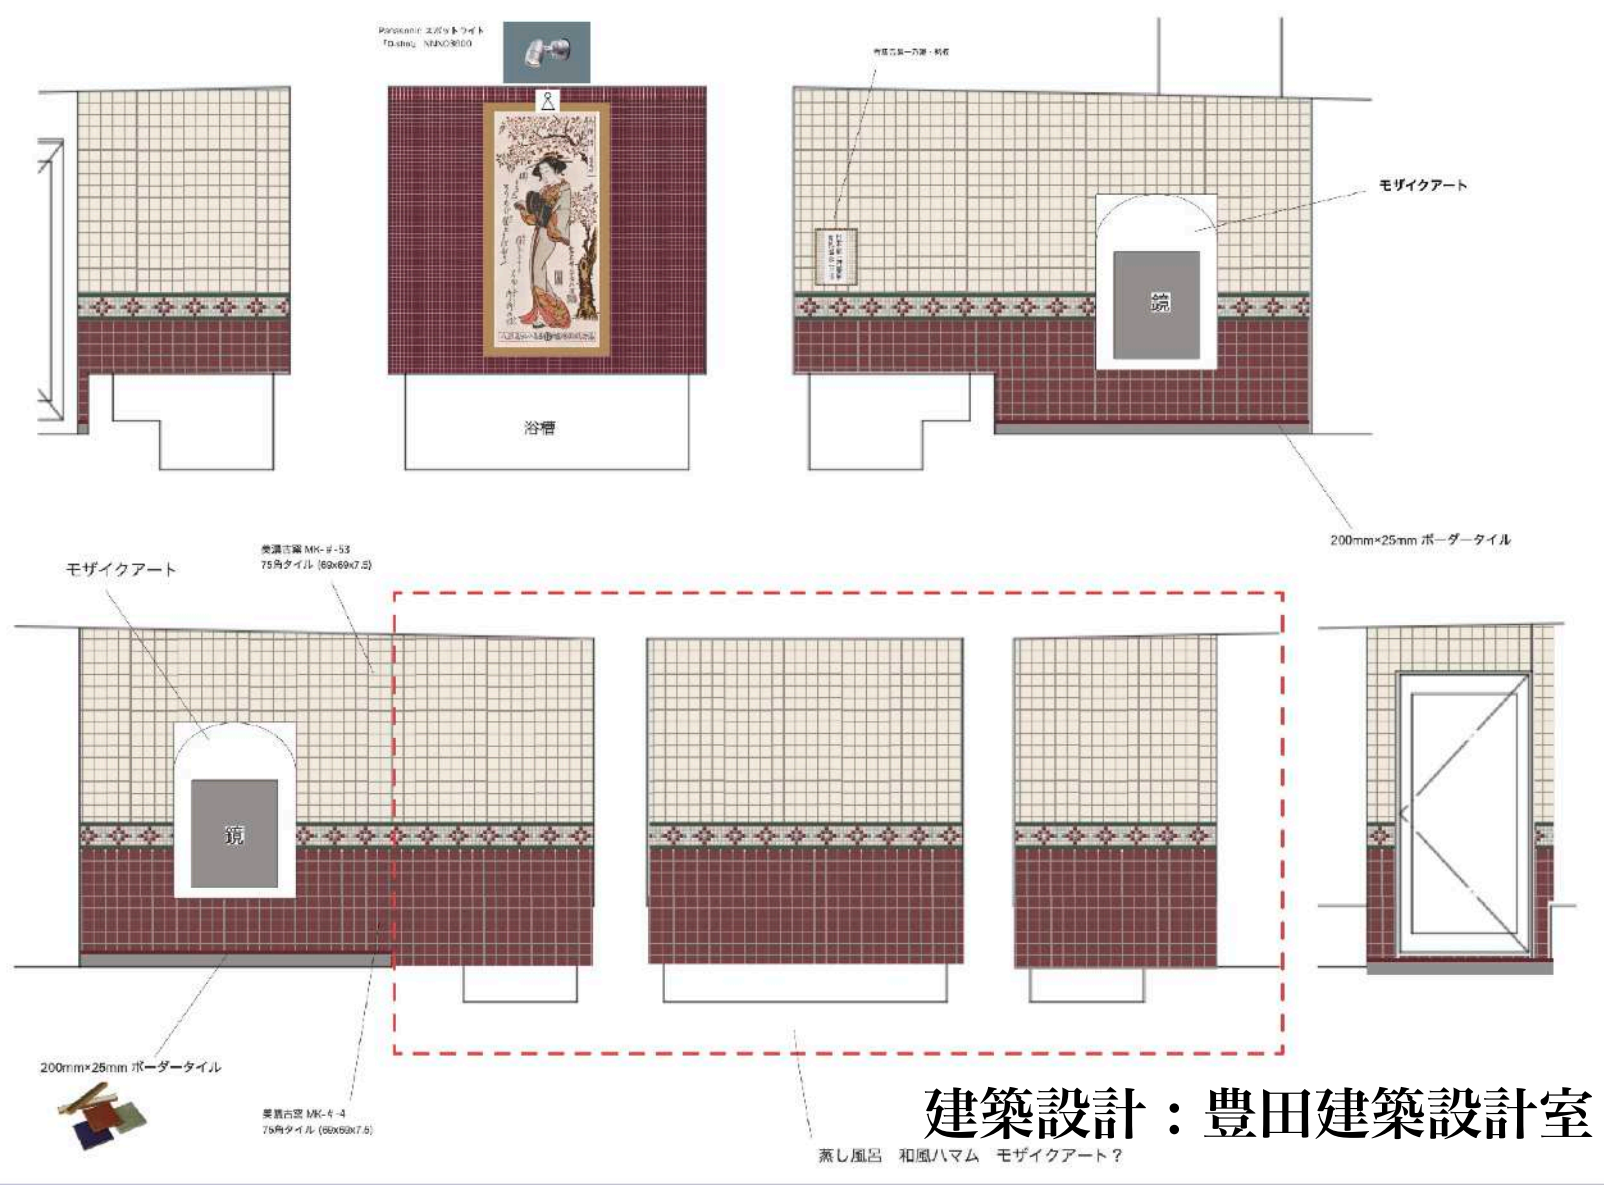 Panasonic スポットライト
モザイクアート
鏡
浴槽
200mm×25mm ボーダータイル
モザイクアート
美濃古窯 MK-ｷ-53
75角タイル (69x69x7.5)
鏡
200mm×25mm ボーダータイル
美濃古窯 MK-ｷ-4
75角タイル (69x69x7.5)
建築設計：豊田建築設計室
蒸し風呂　和風ハマム　モザイクアート？